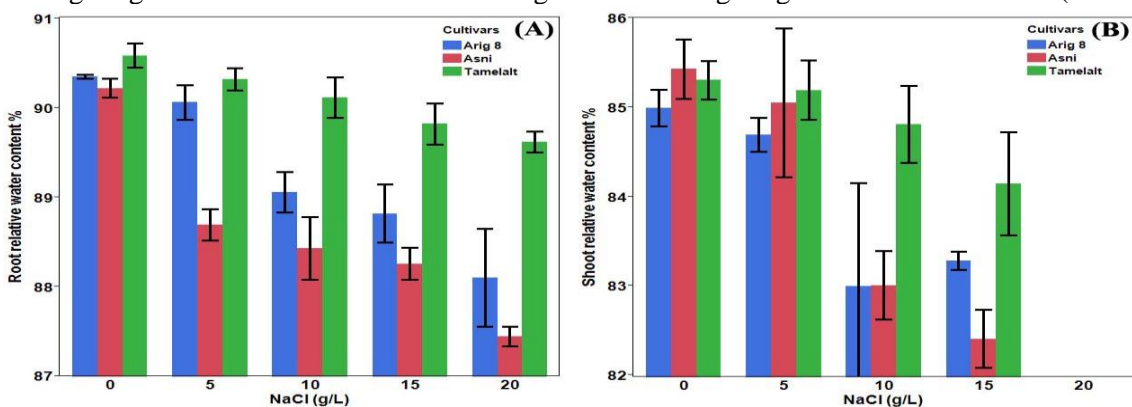 91
90
89
88
87
Root relative water content %
0 5 10 15 20
NaCl (g/L)
Cultivars
Arig 8
Asni
Tamelalt
(A)
86
85
84
83
82
Shoot relative water content %
0 5 10 15 20
NaCl (g/L)
Cultivars
Arig 8
Asni
Tamelalt
(B)